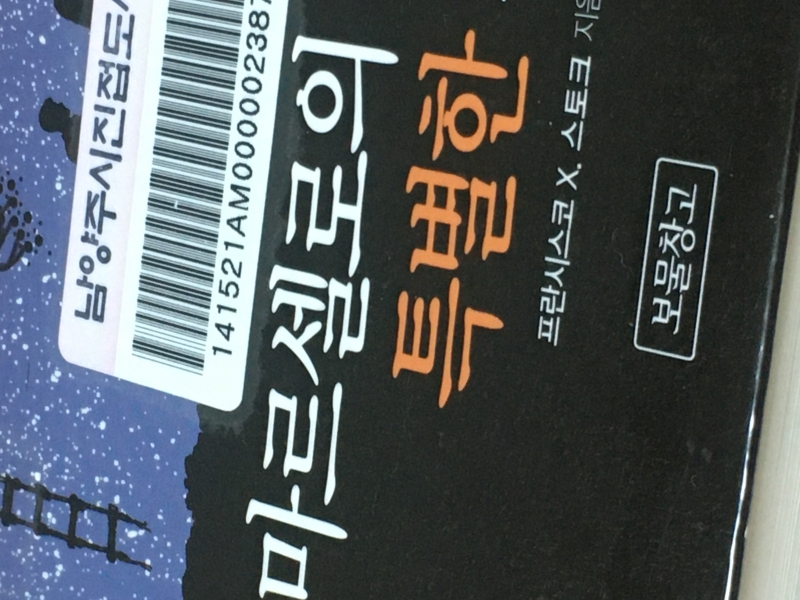 남양주시진접도서
141521AM0000002387
마르셀로의
특별한
프란시스코 X. 스토크 지음
보물창고